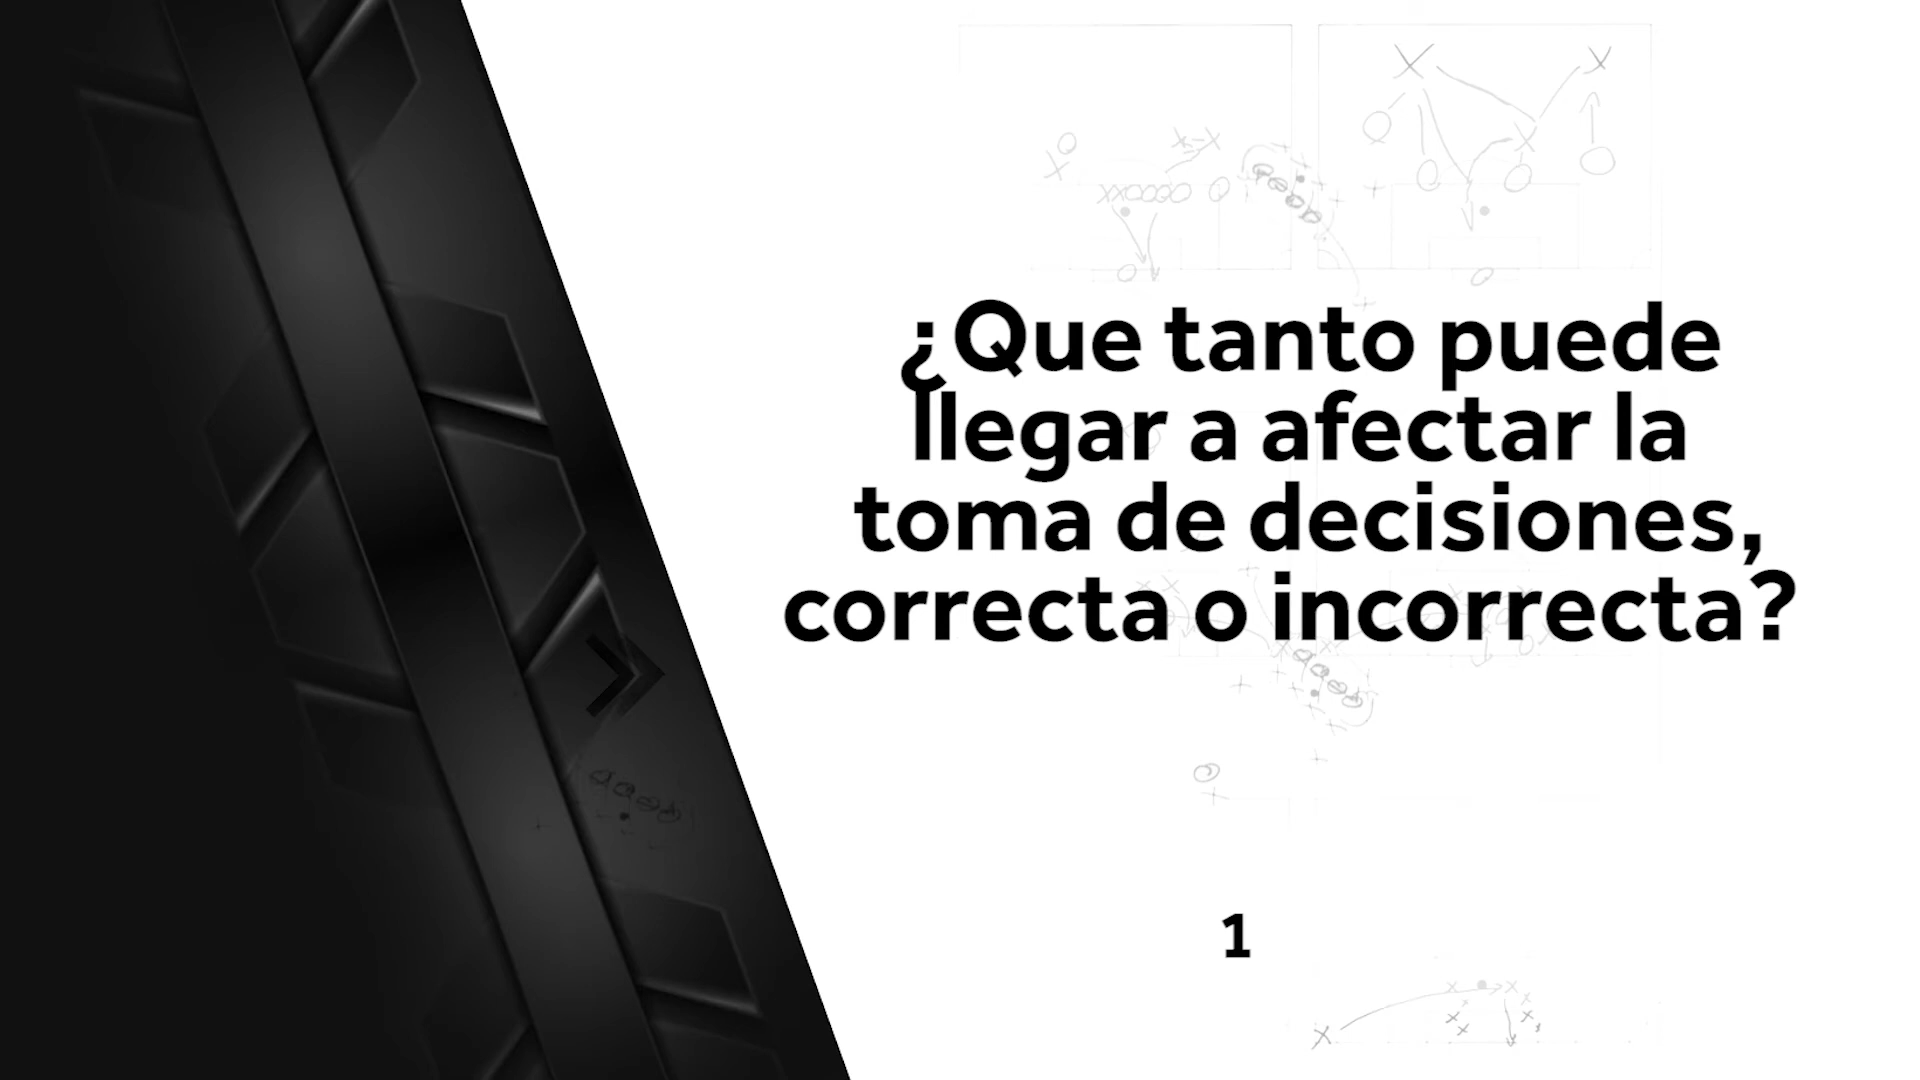 ¿Que tanto puede
llegar a afectar la
toma de decisiones,
correcta o incorrecta?
1